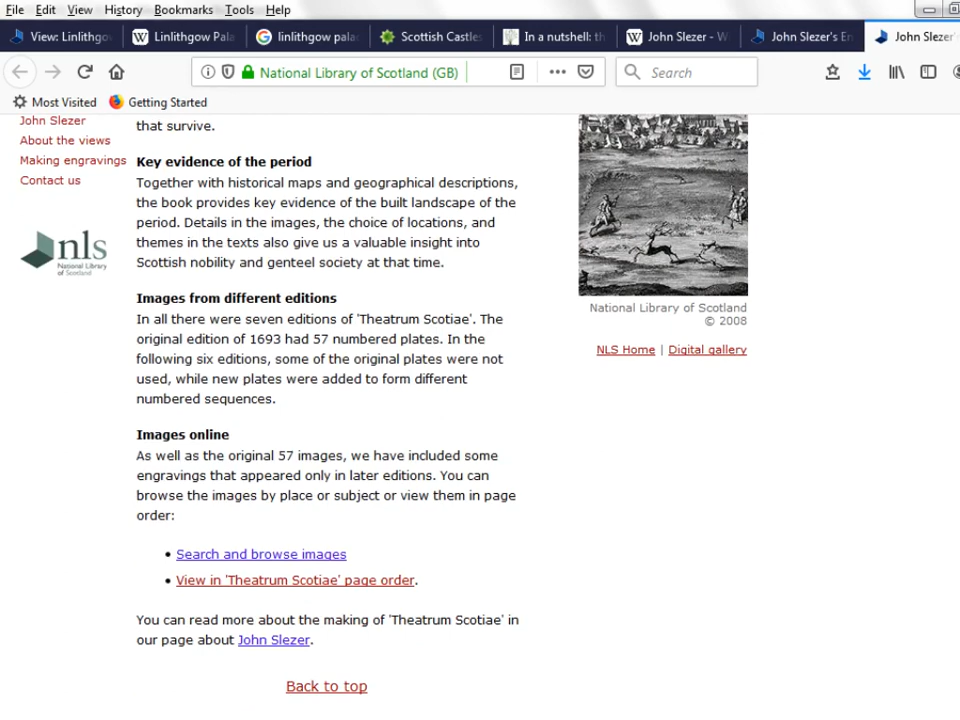 File Edit View History Bookmarks Tools Help
View: Linlithgo
Linlithgow Pala
linlithgow pala
Scottish Castles
In a nutshell: th
John Slezer - W
John Slezer's En
John Slezer'
National Library of Scotland (GB)
Search
Most Visited Getting Started
John Slezer
About the views
Making engravings
Contact us
nls
National Library
of Scotland
that survive.
Key evidence of the period
Together with historical maps and geographical descriptions,
the book provides key evidence of the built landscape of the
period. Details in the images, the choice of locations, and
themes in the texts also give us a valuable insight into
Scottish nobility and genteel society at that time.
Images from different editions
In all there were seven editions of 'Theatrum Scotiae'. The
original edition of 1693 had 57 numbered plates. In the
following six editions, some of the original plates were not
used, while new plates were added to form different
numbered sequences.
Images online
As well as the original 57 images, we have included some
engravings that appeared only in later editions. You can
browse the images by place or subject or view them in page
order:
• Search and browse images
• View in 'Theatrum Scotiae' page order.
You can read more about the making of 'Theatrum Scotiae' in
our page about John Slezer.
Back to top
National Library of Scotland
© 2008
NLS Home | Digital gallery